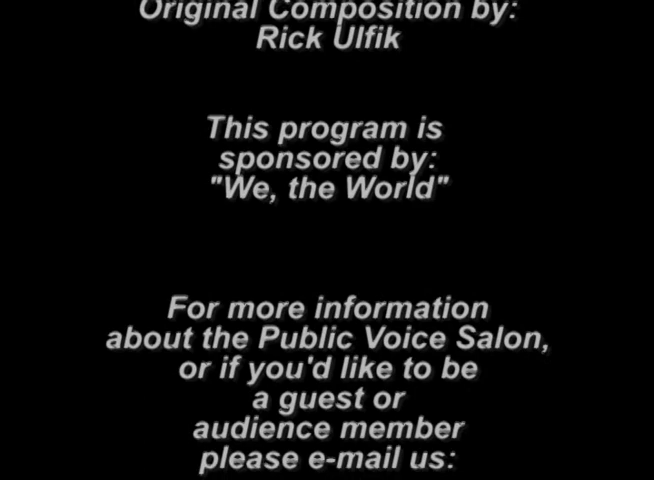 Original Composition by:
Rick Ulfik
This program is
sponsored by:
"We, the World"
For more information
about the Public Voice Salon,
or if you'd like to be
a guest or
audience member
please e-mail us: